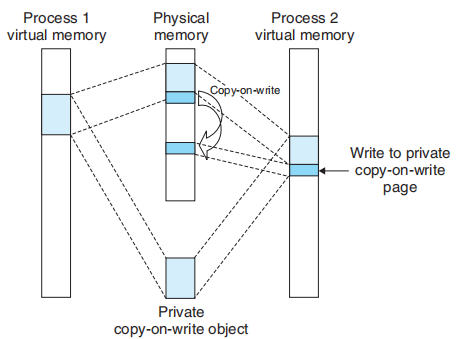 Process 1
virtual memory
Physical
memory
Process 2
virtual memory
Copy-on-write
Write to private
copy-on-write
page
Private
copy-on-write object